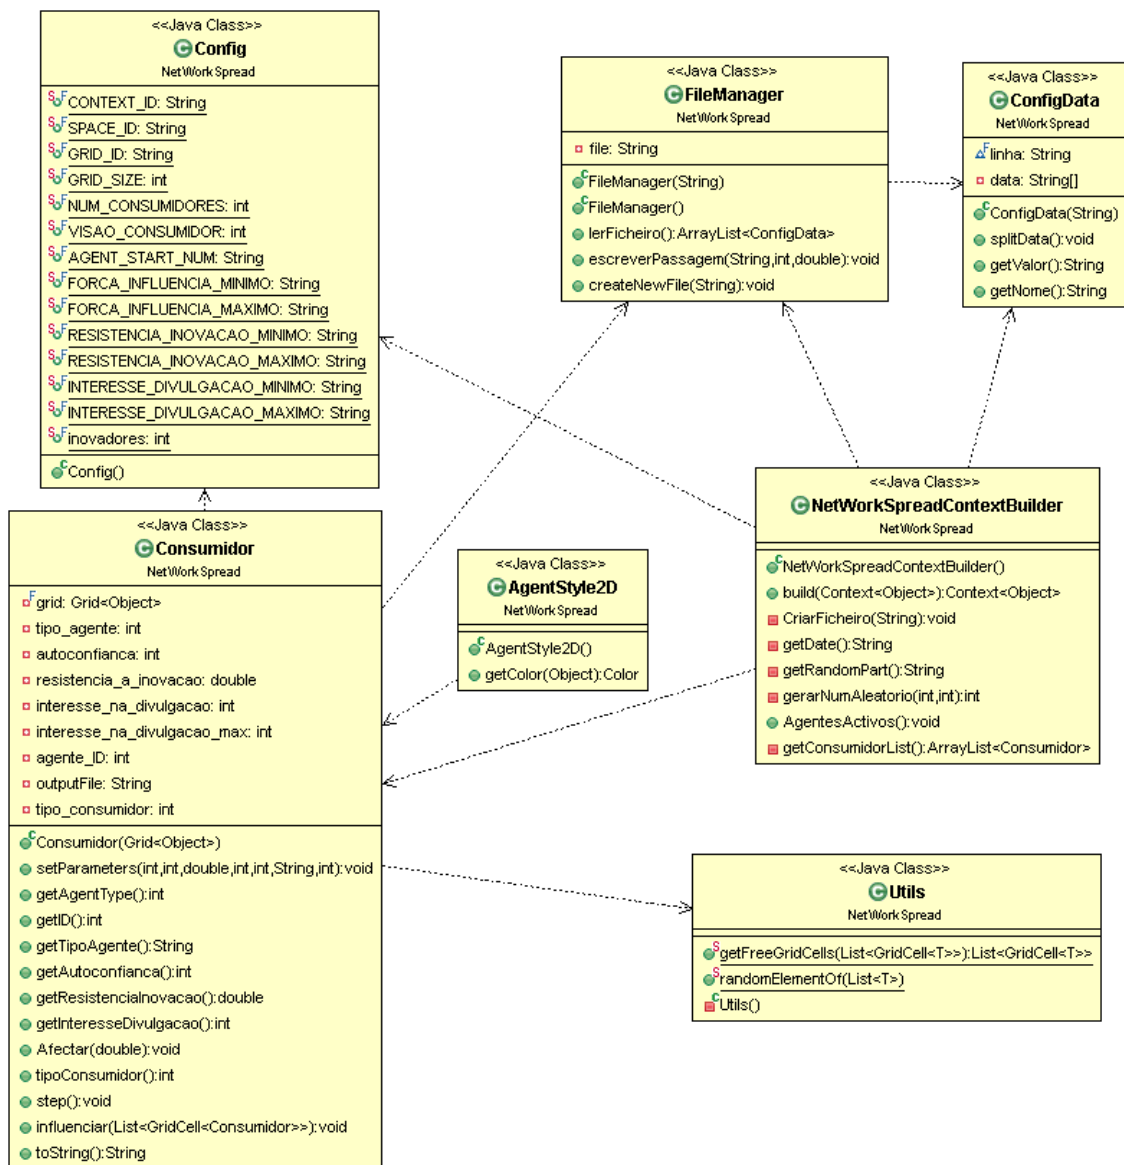 <<Java Class>>
Config
NetWorkSpread
CONTEXT_ID: String
SPACE_ID: String
GRID_ID: String
GRID_SIZE: int
NUM_CONSUMIDORES: int
VISAO_CONSUMIDOR: int
AGENT_START_NUM: String
FORCA_INFLUENCIA_MINIMO: String
FORCA_INFLUENCIA_MAXIMO: String
RESISTENCIA_INOVACAO_MINIMO: String
RESISTENCIA_INOVACAO_MAXIMO: String
INTERESSE_DIVULGACAO_MINIMO: String
INTERESSE_DIVULGACAO_MAXIMO: String
inovadores: int
Config()
<<Java Class>>
FileManager
NetWorkSpread
file: String
FileManager(String)
FileManager()
lerFicheiro():ArrayList<ConfigData>
escreverPassagem(String,int,double):void
createNewFile(String):void
<<Java Class>>
ConfigData
NetWorkSpread
linha: String
data: String[]
ConfigData(String)
splitData():void
getValor():String
getNome():String
<<Java Class>>
Consumidor
NetWorkSpread
grid: Grid<Object>
tipo_agente: int
autoconfianca: int
resistencia_a_inovacao: double
interesse_na_divulgacao: int
interesse_na_divulgacao_max: int
agente_ID: int
outputFile: String
tipo_consumidor: int
Consumidor(Grid<Object>)
setParameters(int,int,double,int,int,String,int):void
getAgentType():int
getID():int
getTipoAgente():String
getAutoconfianca():int
getResistenciaInovacao():double
getInteresseDivulgacao():int
Afectar(double):void
tipoConsumidor():int
step():void
influenciar(List<GridCell<Consumidor>>):void
toString():String
<<Java Class>>
AgentStyle2D
NetWorkSpread
AgentStyle2D()
getColor(Object):Color
<<Java Class>>
NetWorkSpreadContextBuilder
NetWorkSpread
NetWorkSpreadContextBuilder()
build(Context<Object>):Context<Object>
CriarFicheiro(String):void
getDate():String
getRandomPart():String
gerarNumAleatorio(int,int):int
AgentesActivos():void
getConsumidorList():ArrayList<Consumidor>
<<Java Class>>
Utils
NetWorkSpread
getFreeGridCells(List<GridCell<T>>):List<GridCell<T>>
randomElementOf(List<T>)
Utils()